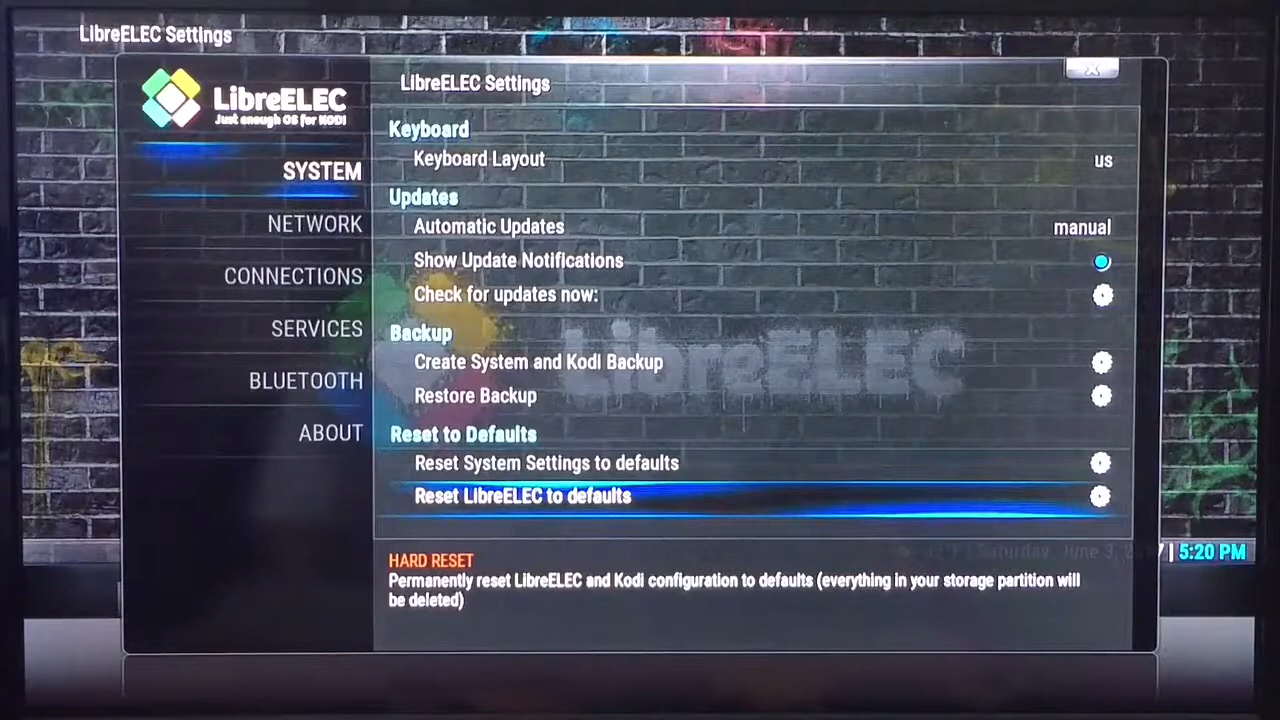 LibreELEC Settings
LibreELEC
Just enough OS for KODI
SYSTEM
NETWORK
CONNECTIONS
SERVICES
BLUETOOTH
ABOUT
LibreELEC Settings
X
Keyboard
Keyboard Layout us
Updates
Automatic Updates manual
Show Update Notifications
Check for updates now:
Backup
Create System and Kodi Backup
Restore Backup
Reset to Defaults
Reset System Settings to defaults
Reset LibreELEC to defaults
LibreELEC
Saturday, June 3, | 5:20 PM
HARD RESET
Permanently reset LibreELEC and Kodi configuration to defaults (everything in your storage partition will
be deleted)